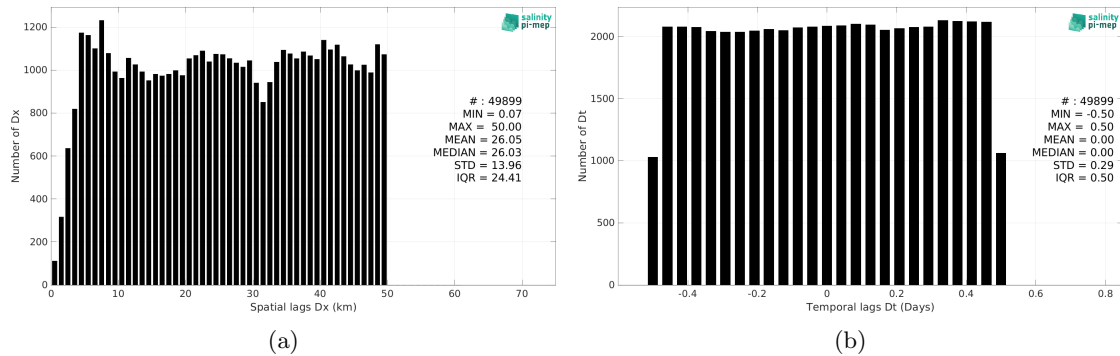 salinity
pi-mep
1200
1000
800
600
400
200
0
Number of Dx
# : 49899
MIN = 0.07
MAX = 50.00
MEAN = 26.05
MEDIAN = 26.03
STD = 13.96
IQR = 24.41
0 10 20 30 40 50 60 70
Spatial lags Dx (km)
(a)
salinity
pi-mep
2000
1500
1000
500
0
Number of Dt
# : 49899
MIN = -0.50
MAX = 0.50
MEAN = 0.00
MEDIAN = 0.00
STD = 0.29
IQR = 0.50
-0.4 -0.2 0 0.2 0.4 0.6 0.8
Temporal lags Dt (Days)
(b)